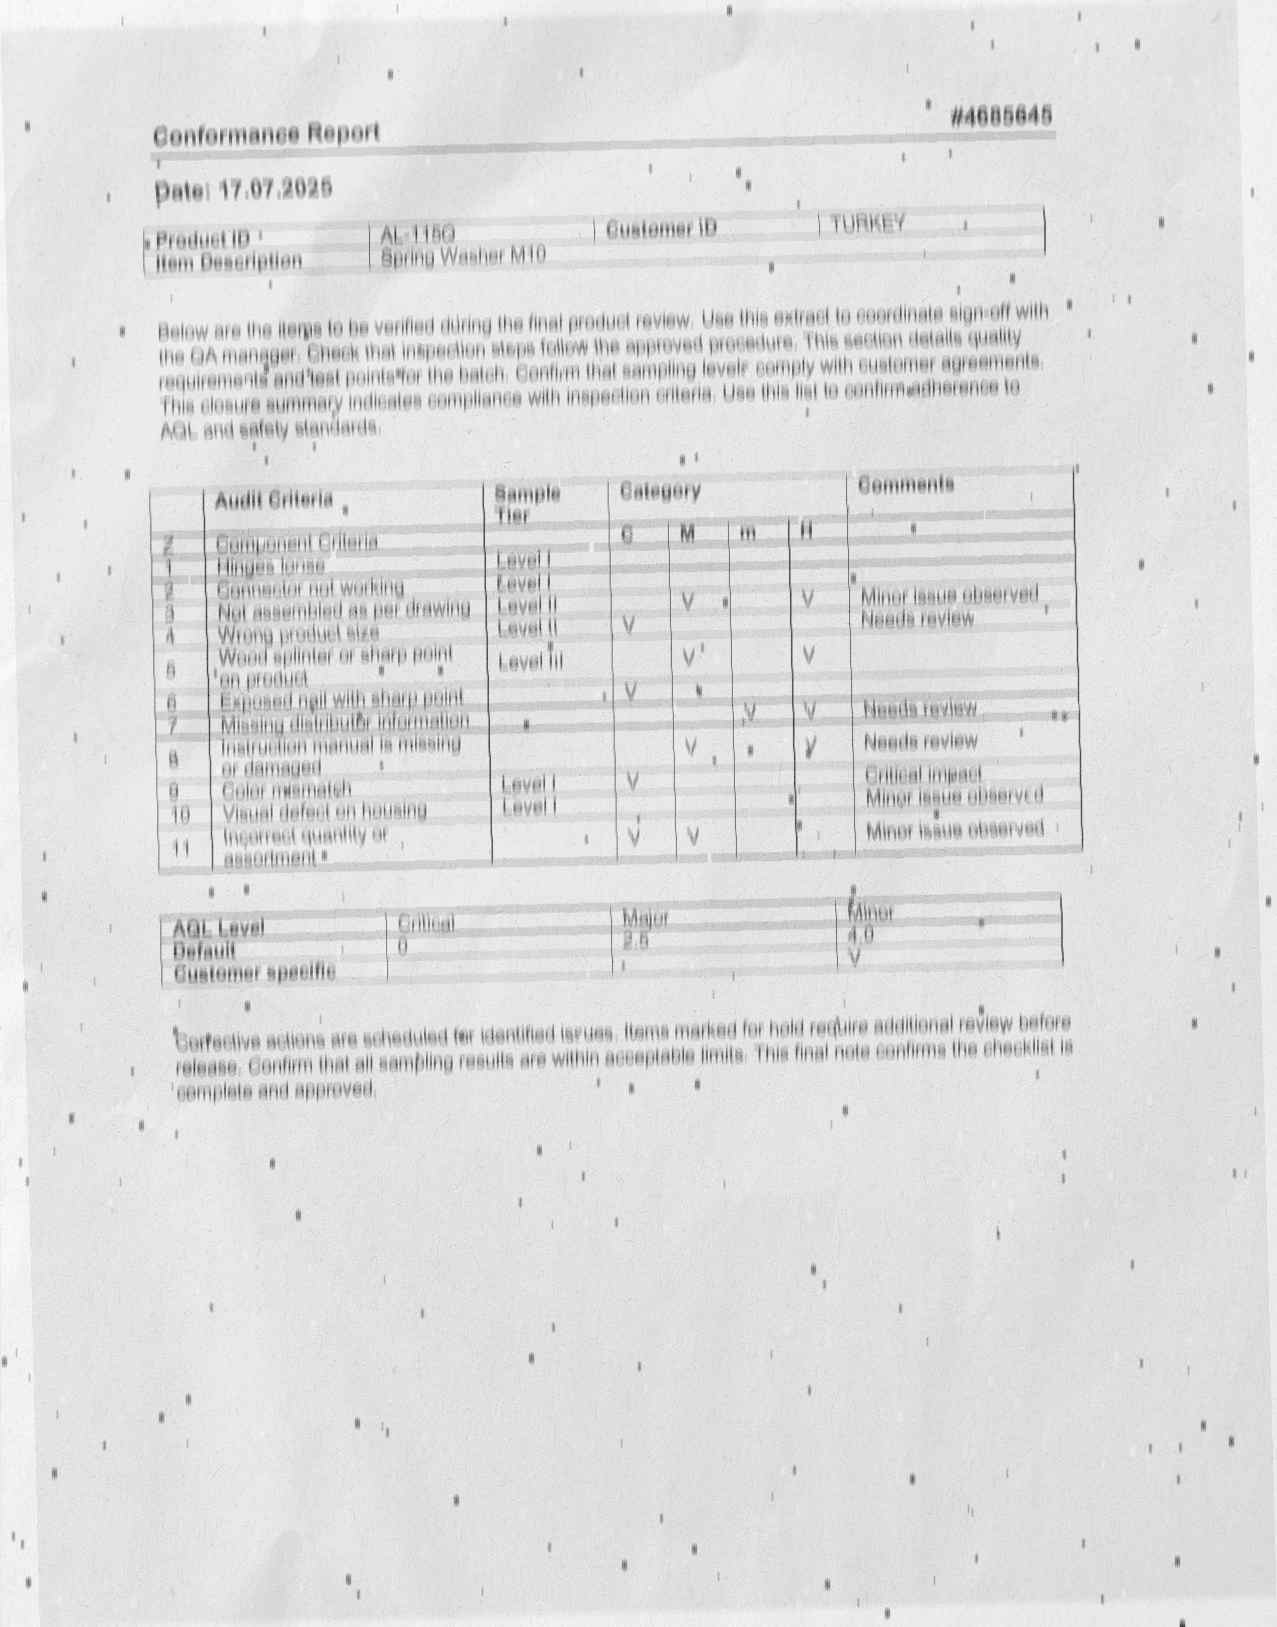 Conformance Report
#4685645
Date: 17.07.2025
Product ID AL-115G Customer ID TURKEY
Item Description Spring Washer M10
Below are the items to be verified during the final product review. Use this extract to coordinate sign-off with
the QA manager. Check that inspection steps follow the approved procedure. This section details quality
requirements and test points for the batch. Confirm that sampling levels comply with customer agreements.
This closure summary indicates compliance with inspection criteria. Use this list to confirm adherence to
AQL and safety standards.
Audit Criteria Sample Category Comments
Tier
2 Component Criteria C M m H
1 Hinges loose Level I
2 Connector not working Level I
3 Not assembled as per drawing Level II V V Minor issue observed
4 Wrong product size Level II V Needs review
5 Wood splinter or sharp point Level III V V
on product
6 Exposed nail with sharp point V
7 Missing distributor information V V Needs review
8 Instruction manual is missing V V Needs review
or damaged
9 Color mismatch Level I V Critical impact
10 Visual defect on housing Level I Minor issue observed
11 Incorrect quantity or V V Minor issue observed
assortment
AQL Level Critical Major Minor
Default 0 2.5 4.0
Customer specific V
Corrective actions are scheduled for identified issues. Items marked for hold require additional review before
release. Confirm that all sampling results are within acceptable limits. This final note confirms the checklist is
complete and approved.